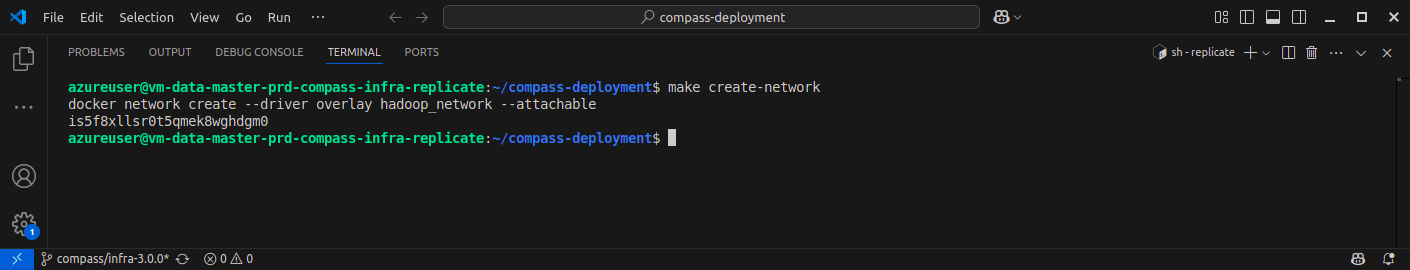 File Edit Selection View Go Run ··· compass-deployment
PROBLEMS OUTPUT DEBUG CONSOLE TERMINAL PORTS sh - replicate
azureuser@vm-data-master-prd-compass-infra-replicate:~/compass-deployment$ make create-network
docker network create --driver overlay hadoop_network --attachable
is5f8xllsr0t5qmek8wghdgm0
azureuser@vm-data-master-prd-compass-infra-replicate:~/compass-deployment$
1
compass/infra-3.0.0* 0 0